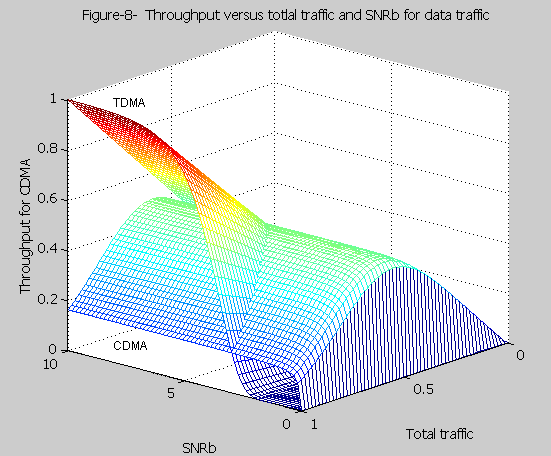 Figure-8-  Throughput versus totlal traffic and SNRb for data traffic
TDMA
1
0.8
0.6
0.4
0.2
0
Throughput for CDMA
CDMA
10
5
0
SNRb
1
0.5
0
Total traffic